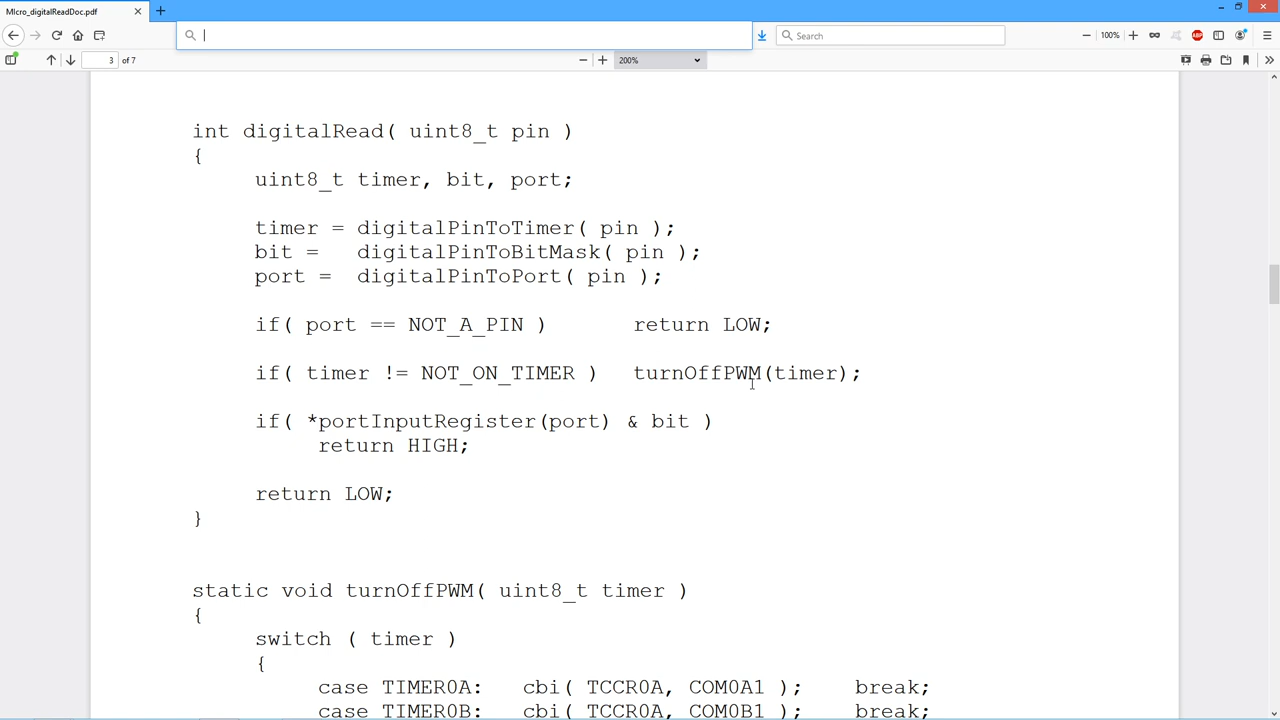 MIcro_digitalReadDoc.pdf
Search
100%
ABP
3 of 7
200%
int digitalRead( uint8_t pin )
{
uint8_t timer, bit, port;
timer = digitalPinToTimer( pin );
bit = digitalPinToBitMask( pin );
port = digitalPinToPort( pin );
if( port == NOT_A_PIN ) return LOW;
if( timer != NOT_ON_TIMER ) turnOffPWM(timer);
if( *portInputRegister(port) & bit )
return HIGH;
return LOW;
}
static void turnOffPWM( uint8_t timer )
{
switch ( timer )
{
case TIMER0A: cbi( TCCR0A, COM0A1 ); break;
case TIMER0B: cbi( TCCR0A, COM0B1 ); break;